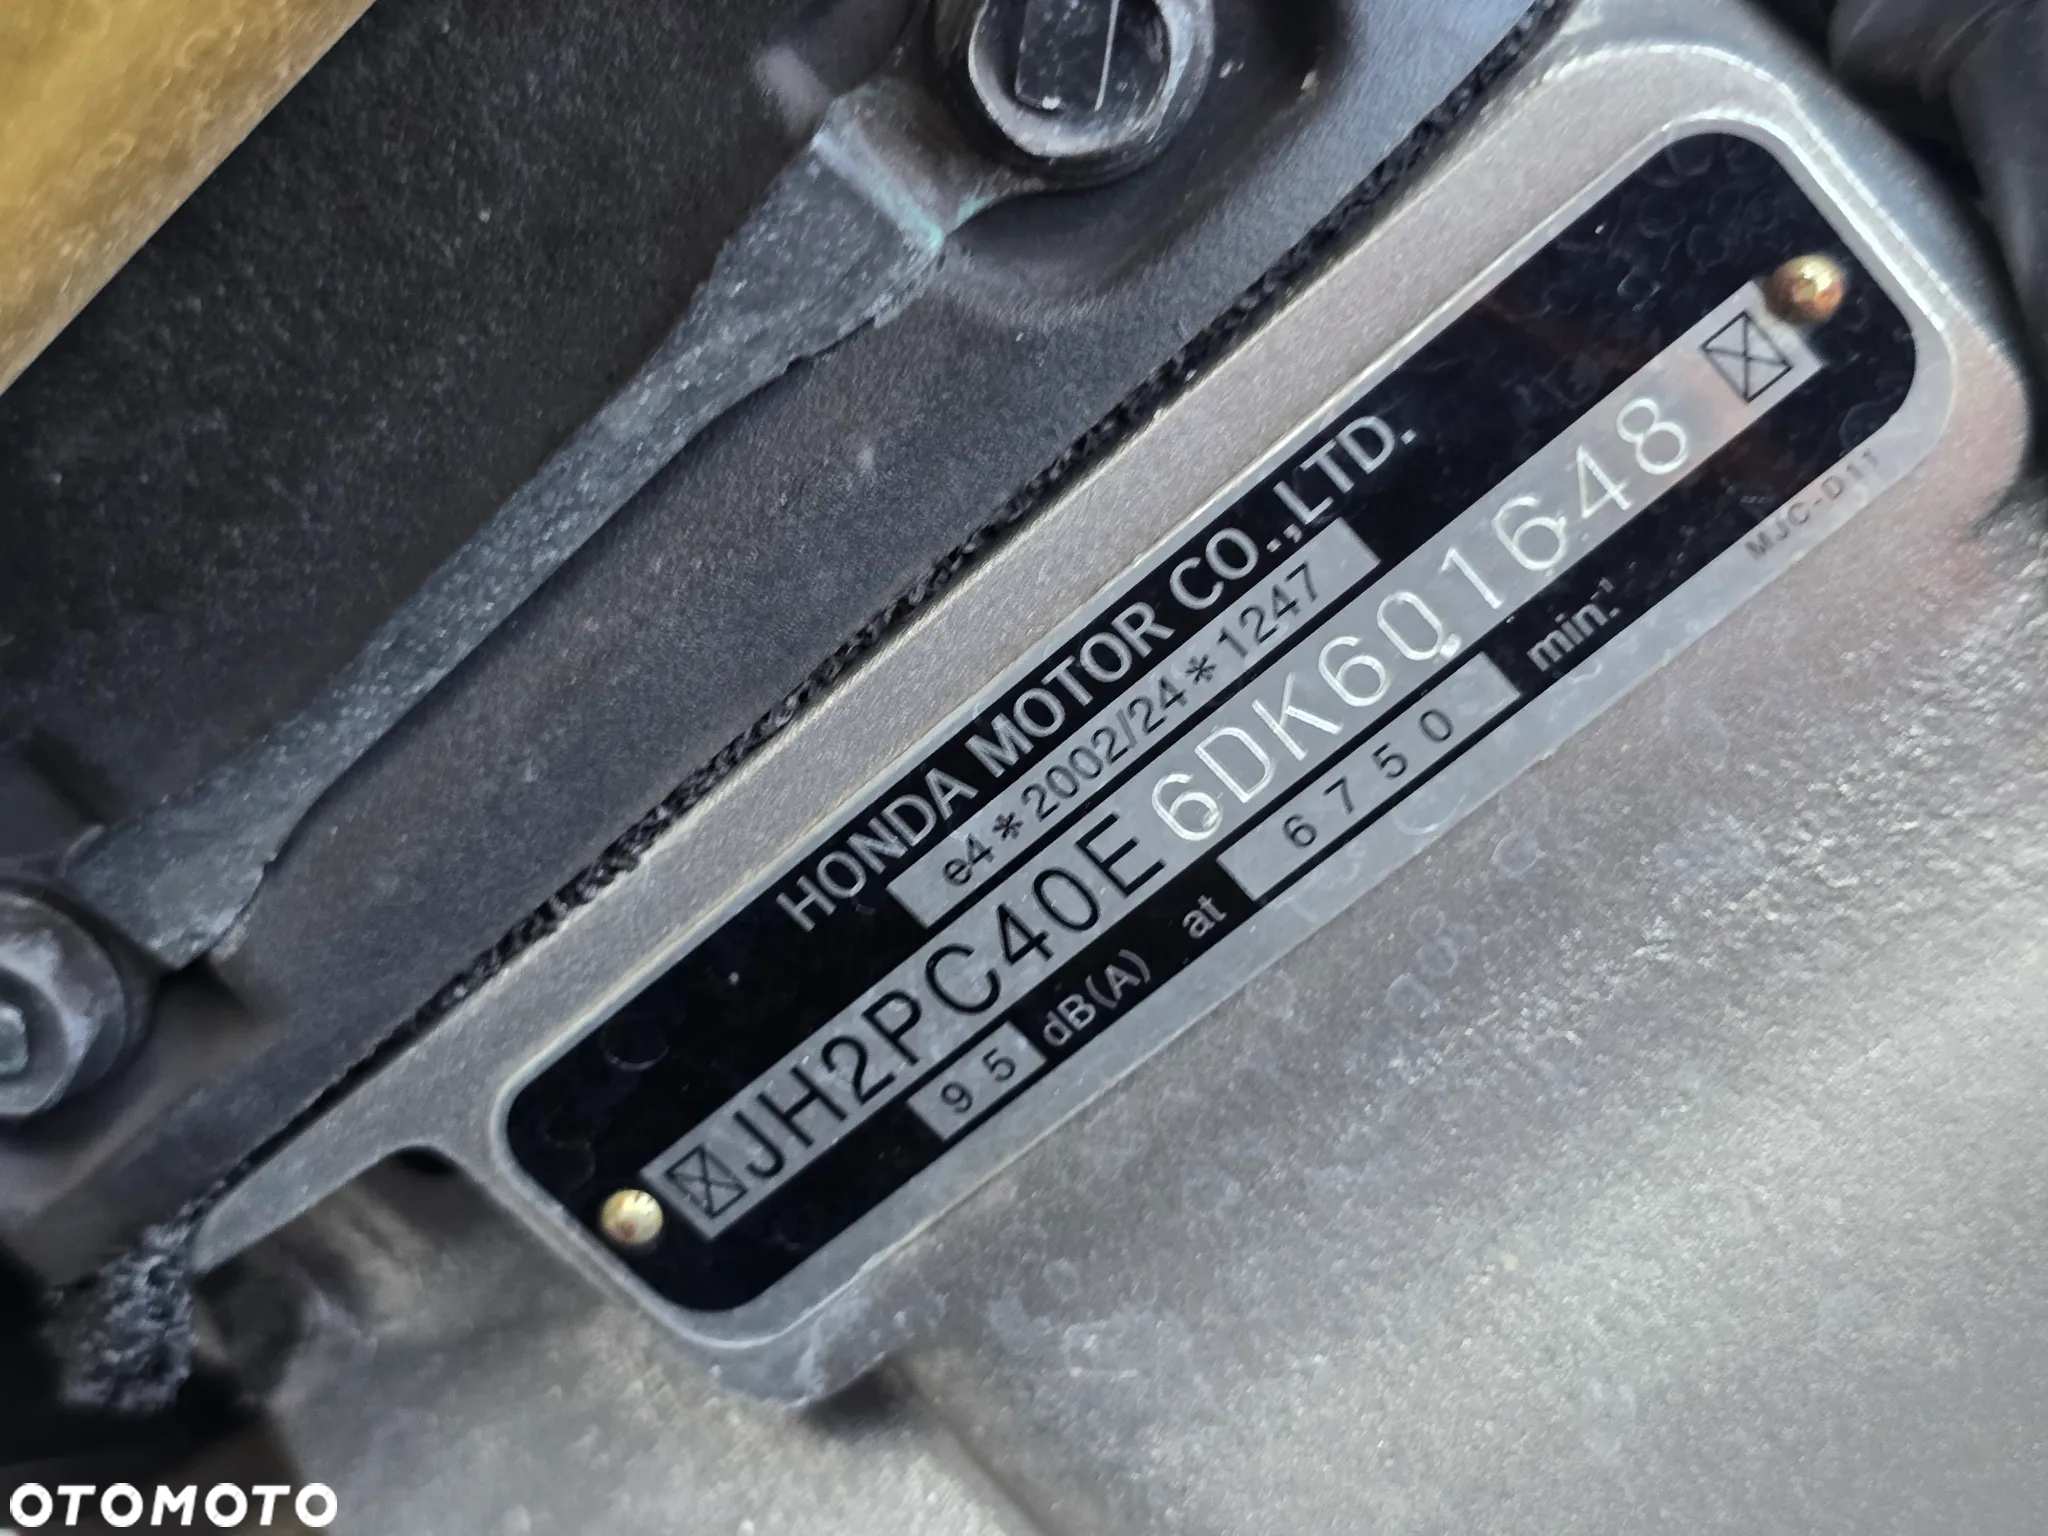 HONDA MOTOR CO.,LTD.
e4*2002/24*1247
JH2PC40E6DK601648
95 dB(A) at 6750 min.-1
MJC-D11
OTOMOTO